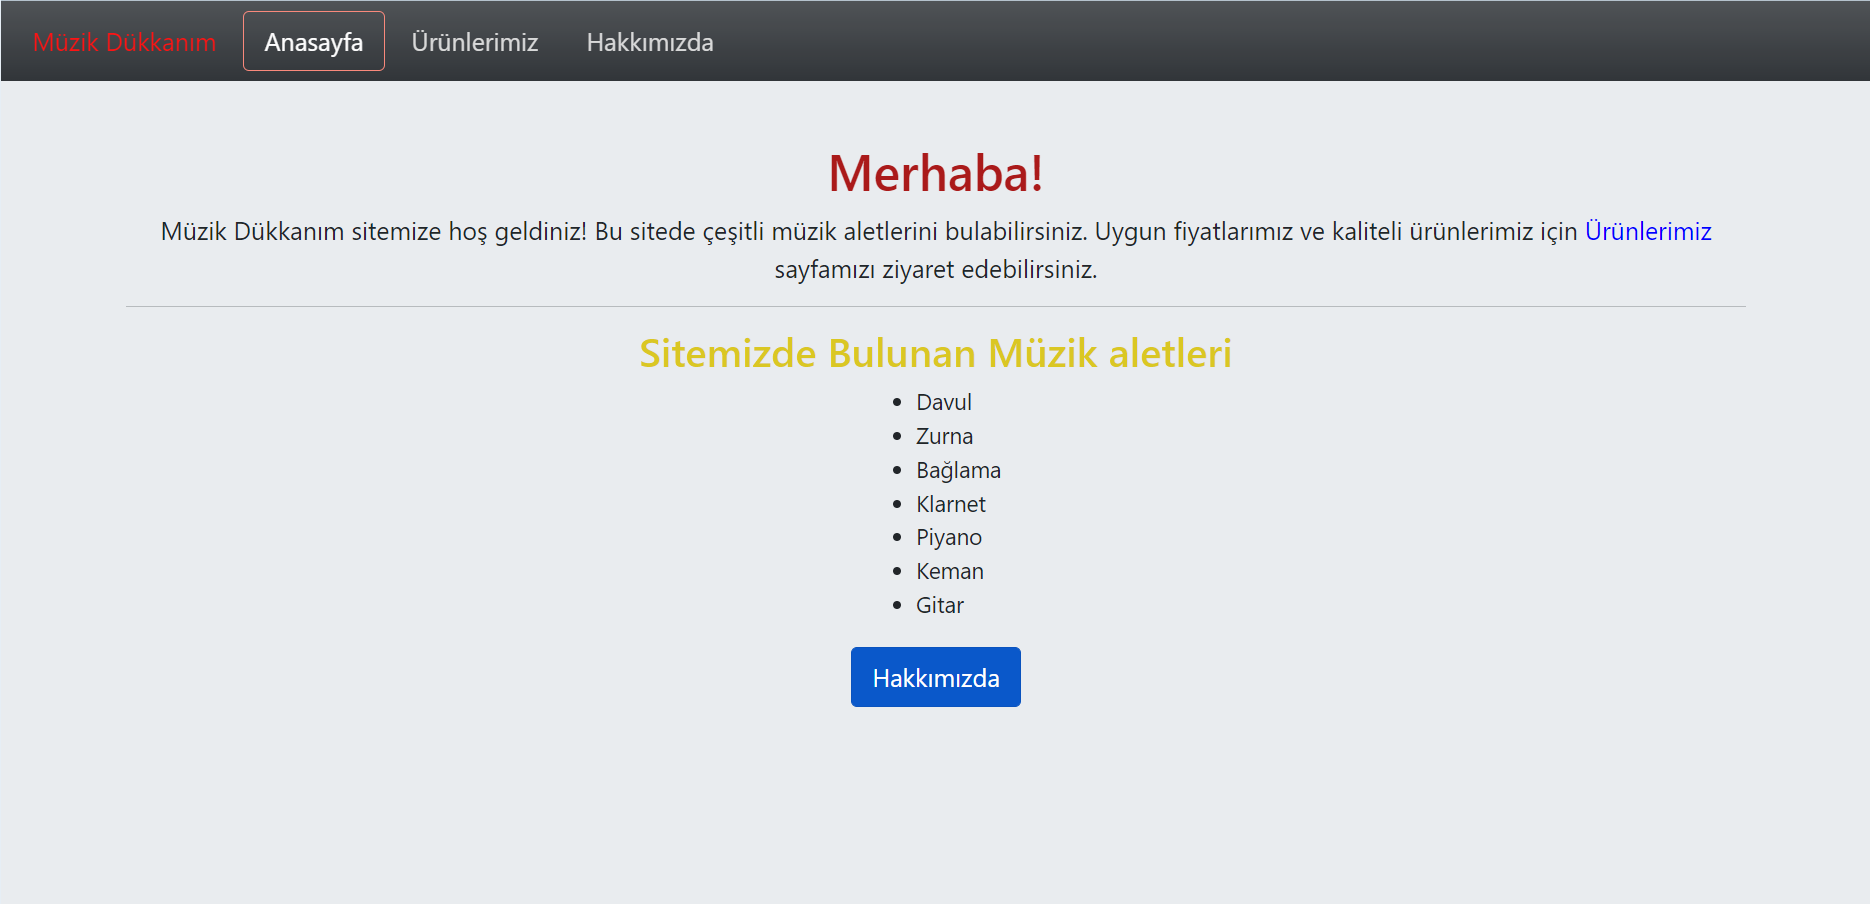 Müzik Dükkanım Anasayfa Ürünlerimiz Hakkımızda
Merhaba!
Müzik Dükkanım sitemize hoş geldiniz! Bu sitede çeşitli müzik aletlerini bulabilirsiniz. Uygun fiyatlarımız ve kaliteli ürünlerimiz için Ürünlerimiz
sayfamızı ziyaret edebilirsiniz.
Sitemizde Bulunan Müzik aletleri
Davul
Zurna
Bağlama
Klarnet
Piyano
Keman
Gitar
Hakkımızda